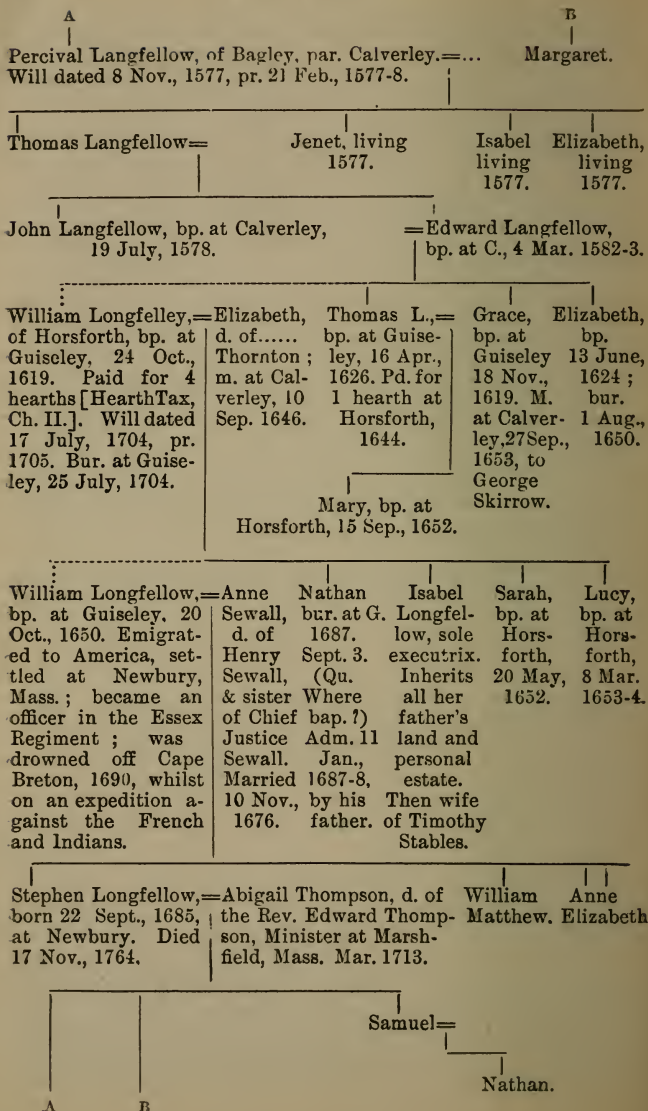 A B
Percival Langfellow, of Bagley, par. Calverley.=... Margaret.
Will dated 8 Nov., 1577, pr. 21 Feb., 1577-8.
Thomas Langfellow=
Jenet, living
1577.
Isabel
living
1577.
Elizabeth,
living
1577.
John Langfellow, bp. at Calverley,
19 July, 1578.
=Edward Langfellow,
bp. at C., 4 Mar. 1582-3.
William Longfelley,=
of Horsforth, bp. at
Guiseley, 24 Oct.,
1619. Paid for 4
hearths [HearthTax,
Ch. II.]. Will dated
17 July, 1704, pr.
1705. Bur. at Guise-
ley, 25 July, 1704.
Elizabeth,
d. of......
Thornton ;
m. at Cal-
verley, 10
Sep. 1646.
Thomas L.,=
bp. at Guise-
ley, 16 Apr.,
1626. Pd. for
1 hearth at
Horsforth,
1644.
Grace,
bp. at
Guiseley
18 Nov.,
1619. M.
at Calver-
ley,27Sep.,
1653, to
George
Skirrow.
Elizabeth,
bp.
13 June,
1624 ;
bur.
1 Aug.,
1650.
Mary, bp. at
Horsforth, 15 Sep., 1652.
William Longfellow,=
bp. at Guiseley, 20
Oct., 1650. Emigrat-
ed to America, set-
tled at Newbury,
Mass. ; became an
officer in the Essex
Regiment ; was
drowned off Cape
Breton, 1690, whilst
on an expedition a-
gainst the French
and Indians.
Anne
Sewall,
d. of
Henry
Sewall,
& sister
of Chief
Justice
Sewall.
Married
10 Nov.,
1676.
Nathan
bur. at G.
1687.
Sept. 3.
(Qu.
Where
bap. ?)
Adm. 11
Jan.,
1687-8,
by his
father.
Isabel
Longfel-
low, sole
executrix.
Inherits
all her
father's
land and
personal
estate.
Then wife
of Timothy
Stables.
Sarah,
bp. at
Hors-
forth,
20 May,
1652.
Lucy,
bp. at
Hors-
forth,
8 Mar.
1653-4.
Stephen Longfellow,=
born 22 Sept., 1685,
at Newbury. Died
17 Nov., 1764.
Abigail Thompson, d. of
the Rev. Edward Thomp-
son, Minister at Marsh-
field, Mass. Mar. 1713.
William
Matthew.
Anne
Elizabeth
Samuel=
Nathan.
A B